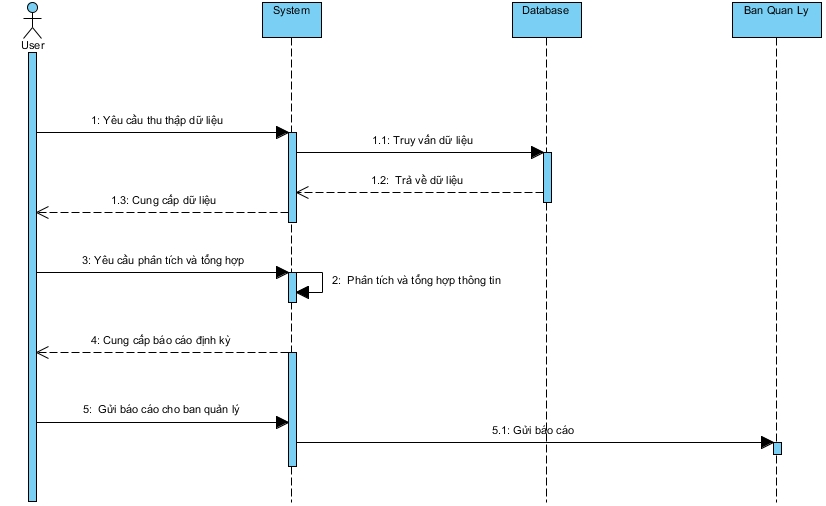 System
Database
Ban Quan Ly
User
1: Yêu cầu thu thập dữ liệu
1.1: Truy vấn dữ liệu
1.2:  Trả về dữ liệu
1.3: Cung cấp dữ liệu
3: Yêu cầu phân tích và tổng hợp
2:  Phân tích và tổng hợp thông tin
4: Cung cấp báo cáo định kỳ
5:  Gửi báo cáo cho ban quản lý
5.1: Gửi báo cáo